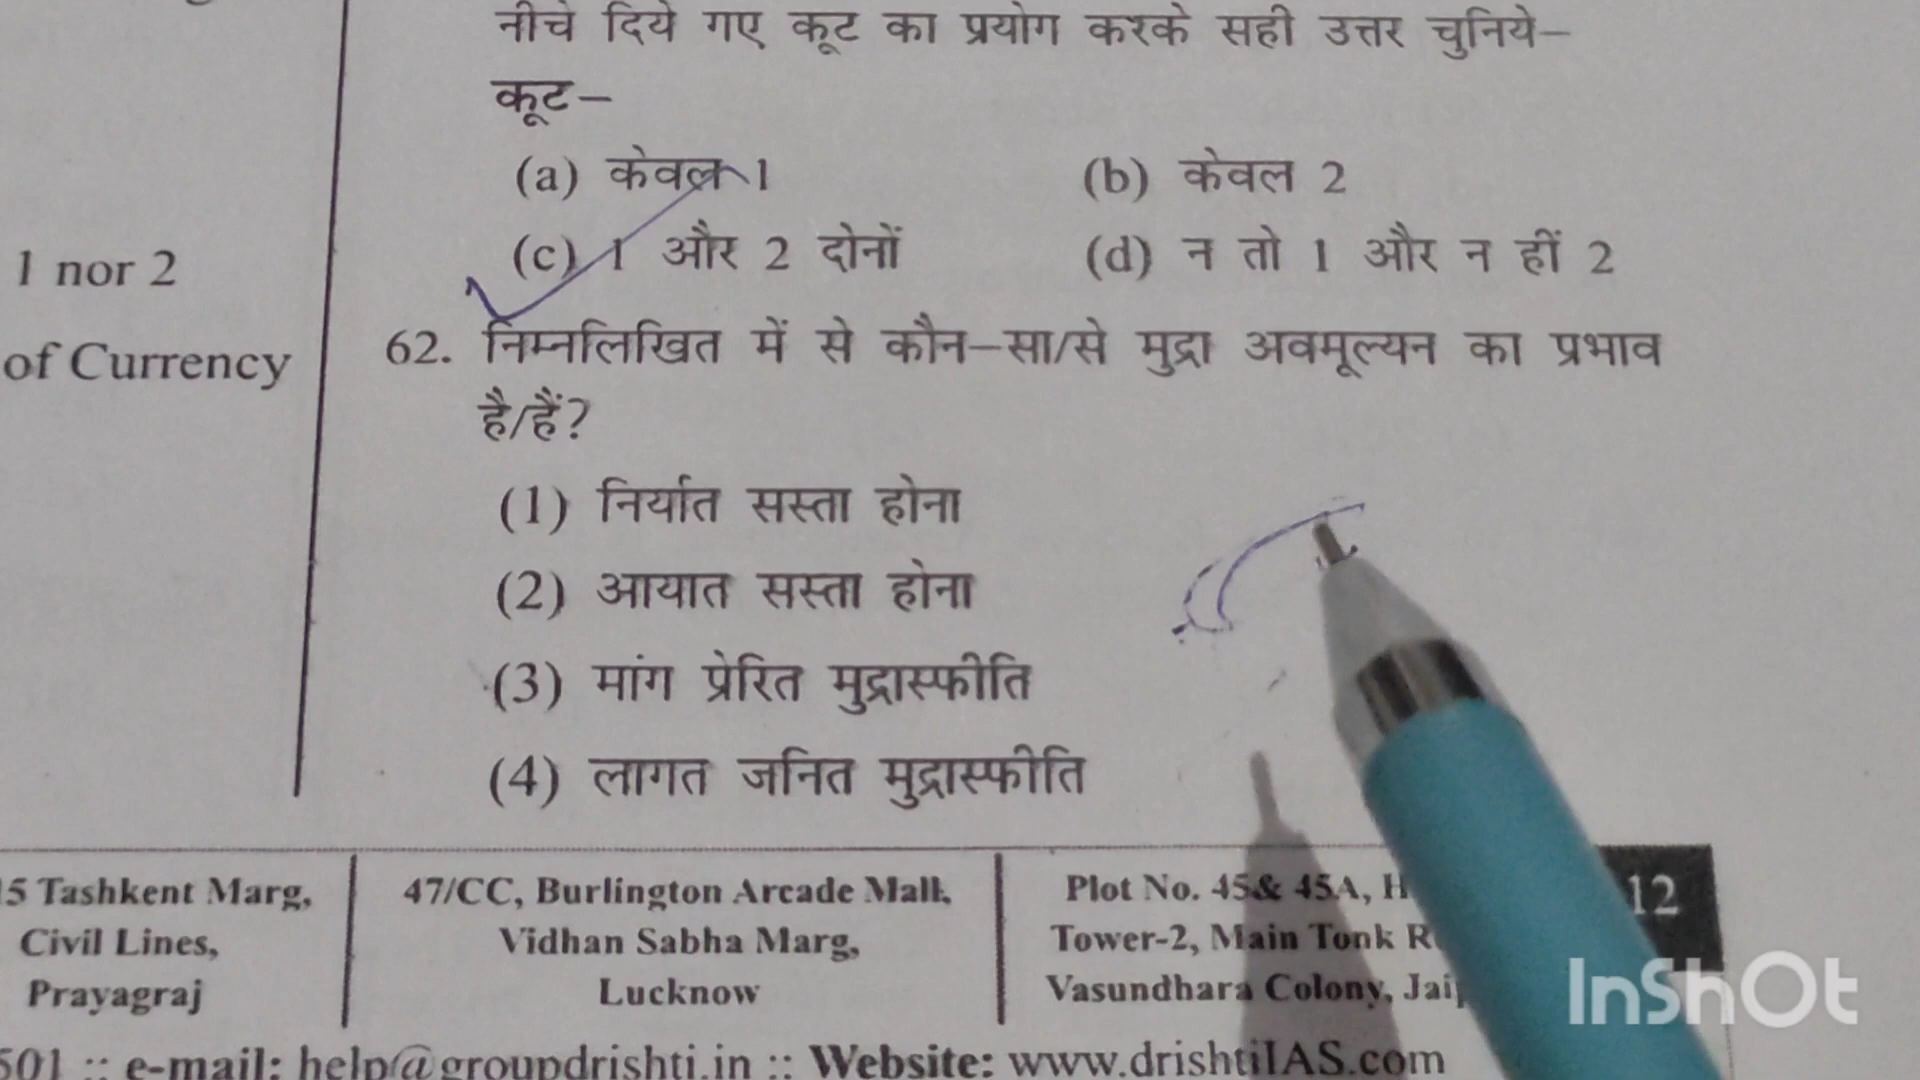 नीचे दिये गए कूट का प्रयोग करके सही उत्तर चुनिये–
कूट–
(a) केवल 1
(b) केवल 2
(c) 1 और 2 दोनों
(d) न तो 1 और न हीं 2
1 nor 2
of Currency
62. निम्नलिखित में से कौन–सा/से मुद्रा अवमूल्यन का प्रभाव
है/हैं?
(1) निर्यात सस्ता होना
(2) आयात सस्ता होना
(3) मांग प्रेरित मुद्रास्फीति
(4) लागत जनित मुद्रास्फीति
15 Tashkent Marg,
Civil Lines,
Prayagraj
47/CC, Burlington Arcade Mall,
Vidhan Sabha Marg,
Lucknow
Plot No. 45& 45A, H
Tower-2, Main Tonk R
Vasundhara Colony, Jai
12
InShOt
501 :: e-mail: help@groupdrishti.in :: Website: www.drishtiIAS.com